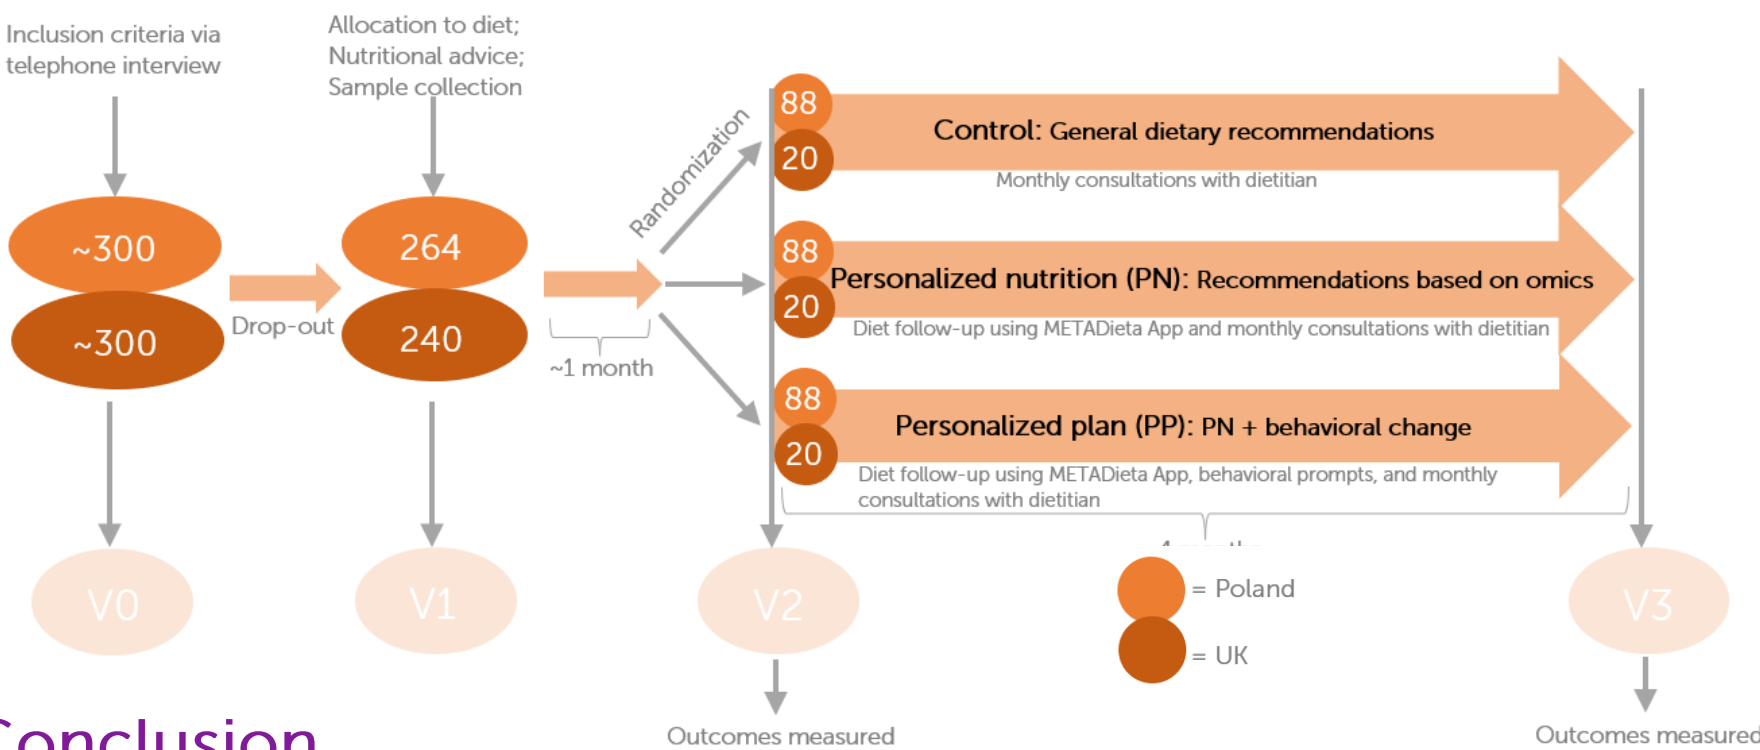 Inclusion criteria via
telephone interview
Allocation to diet;
Nutritional advice;
Sample collection
~300
~300
Drop-out
264
240
~1 month
Randomization
88
20
Control: General dietary recommendations
Monthly consultations with dietitian
88
20
Personalized nutrition (PN): Recommendations based on omics
Diet follow-up using METADieta App and monthly consultations with dietitian
88
20
Personalized plan (PP): PN + behavioral change
Diet follow-up using METADieta App, behavioral prompts, and monthly
consultations with dietitian
V0
V1
V2
= Poland
= UK
V3
Outcomes measured
Outcomes measured
Conclusion